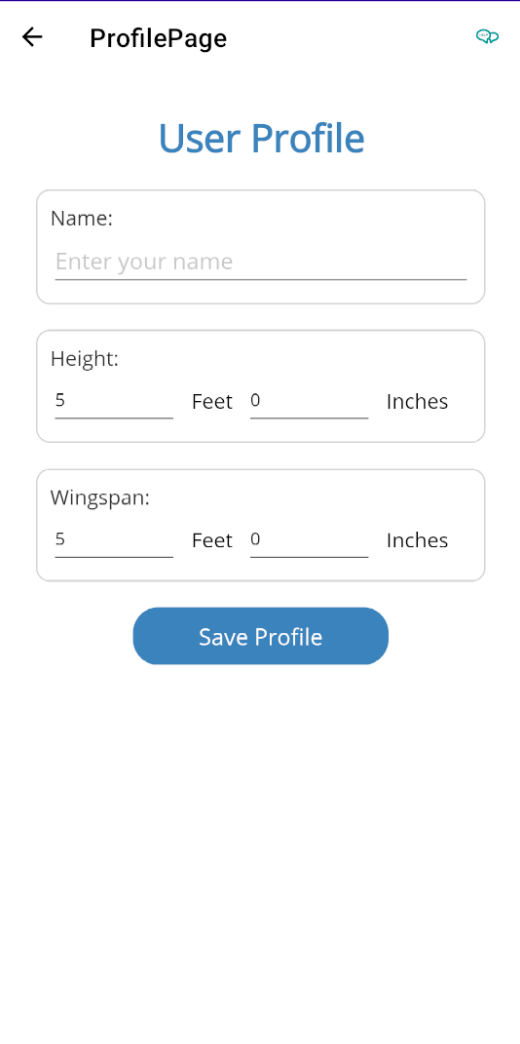 ProfilePage
User Profile
Name:
Enter your name
Height:
5 Feet 0 Inches
Wingspan:
5 Feet 0 Inches
Save Profile